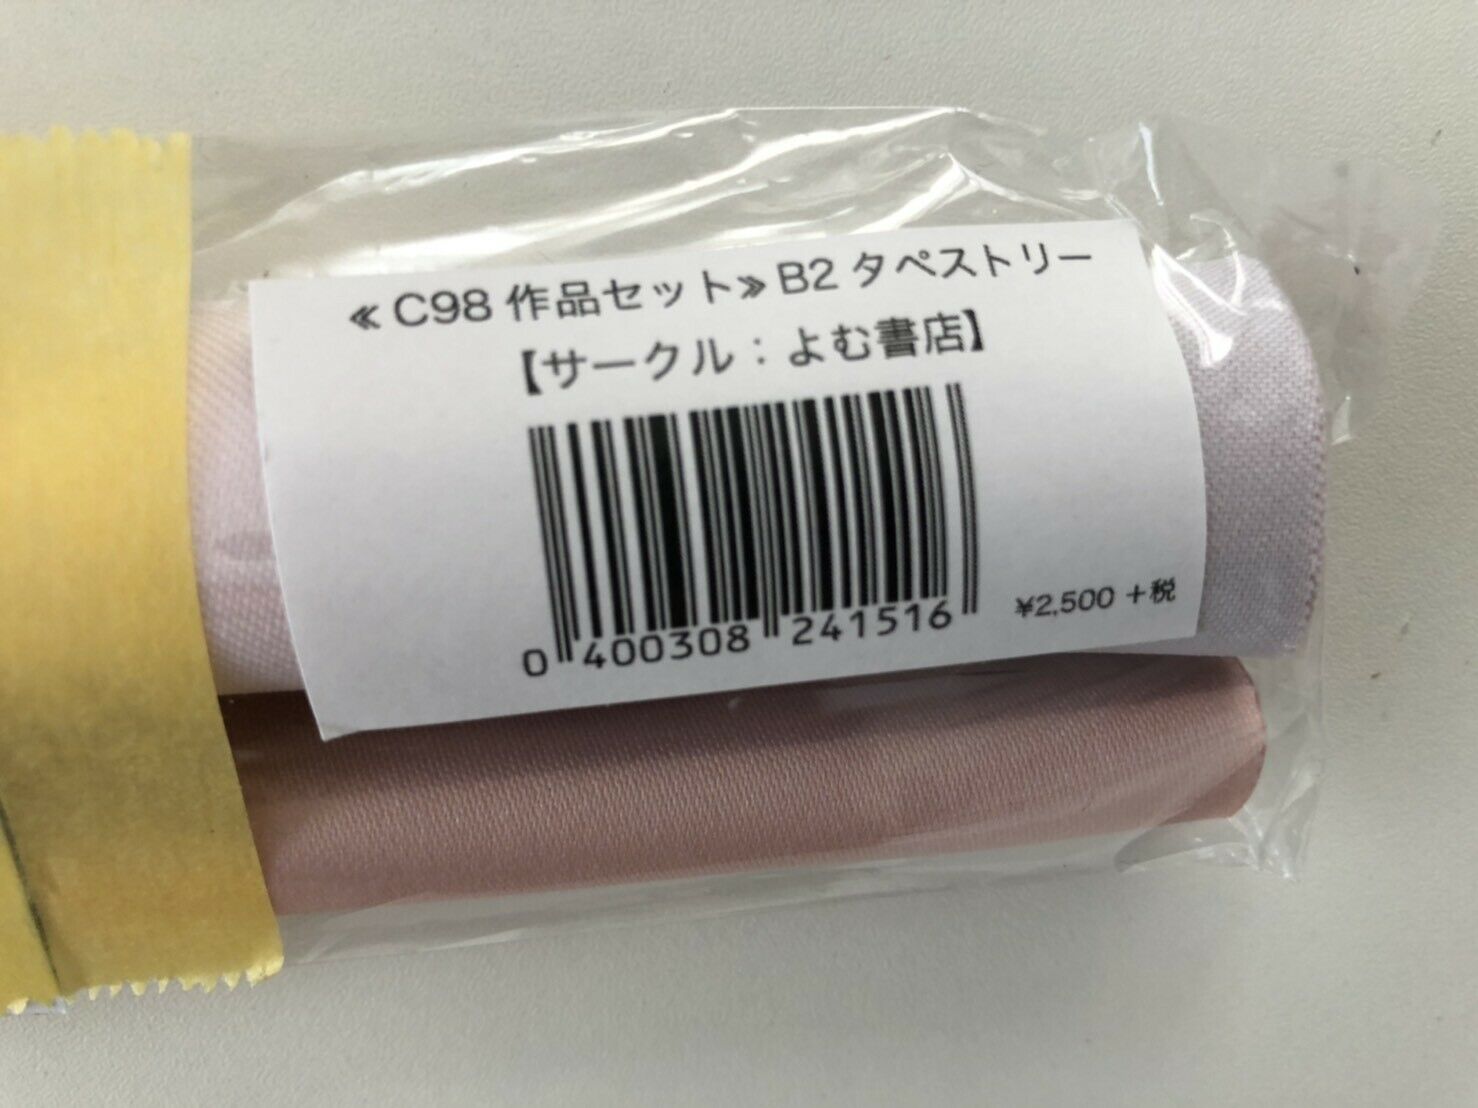 ≪C98 作品セット≫ B2 タペストリー
【サークル：よむ書店】
0 400308 241516
¥2,500 +税